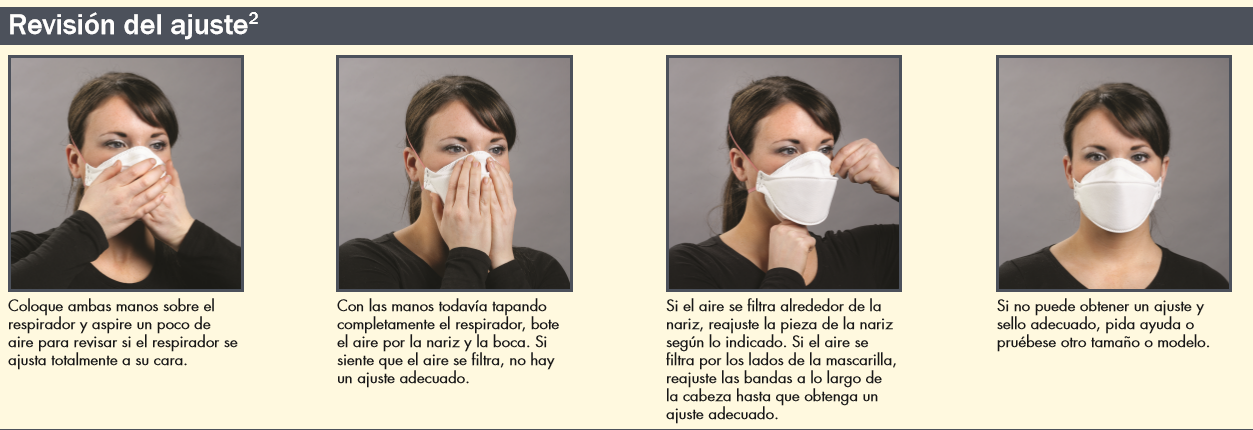 Revisión del ajuste²
Coloque ambas manos sobre el
respirador y aspire un poco de
aire para revisar si el respirador se
ajusta totalmente a su cara.
Con las manos todavía tapando
completamente el respirador, bote
el aire por la nariz y la boca. Si
siente que el aire se filtra, no hay
un ajuste adecuado.
Si el aire se filtra alrededor de la
nariz, reajuste la pieza de la nariz
según lo indicado. Si el aire se
filtra por los lados de la mascarilla,
reajuste las bandas a lo largo de
la cabeza hasta que obtenga un
ajuste adecuado.
Si no puede obtener un ajuste y
sello adecuado, pida ayuda o
pruébese otro tamaño o modelo.